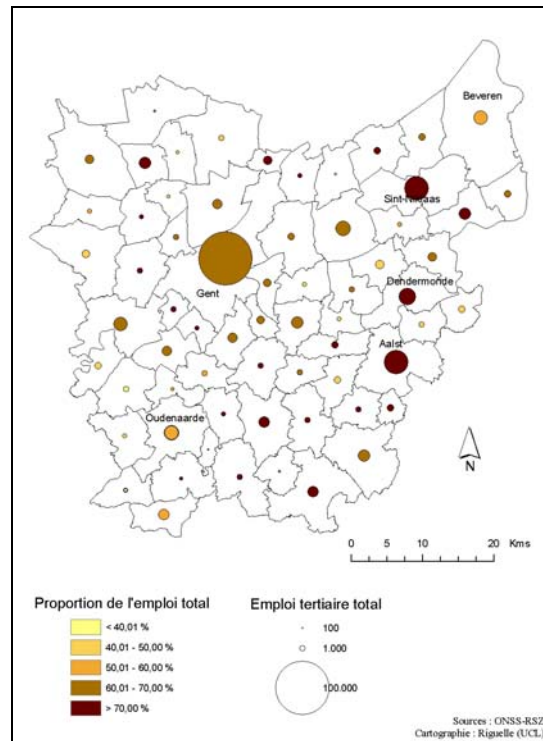 Beveren
Sint-Niklaas
Gent
Dendermonde
Aalst
Oudenaarde
N
0 5 10 20 Kms
Proportion de l'emploi total
< 40,01 %
40,01 - 50,00 %
50,01 - 60,00 %
60,01 - 70,00 %
> 70,00 %
Emploi tertiaire total
100
1.000
100.000
Sources : ONSS-RSZ
Cartographie : Riguelle (UCL)